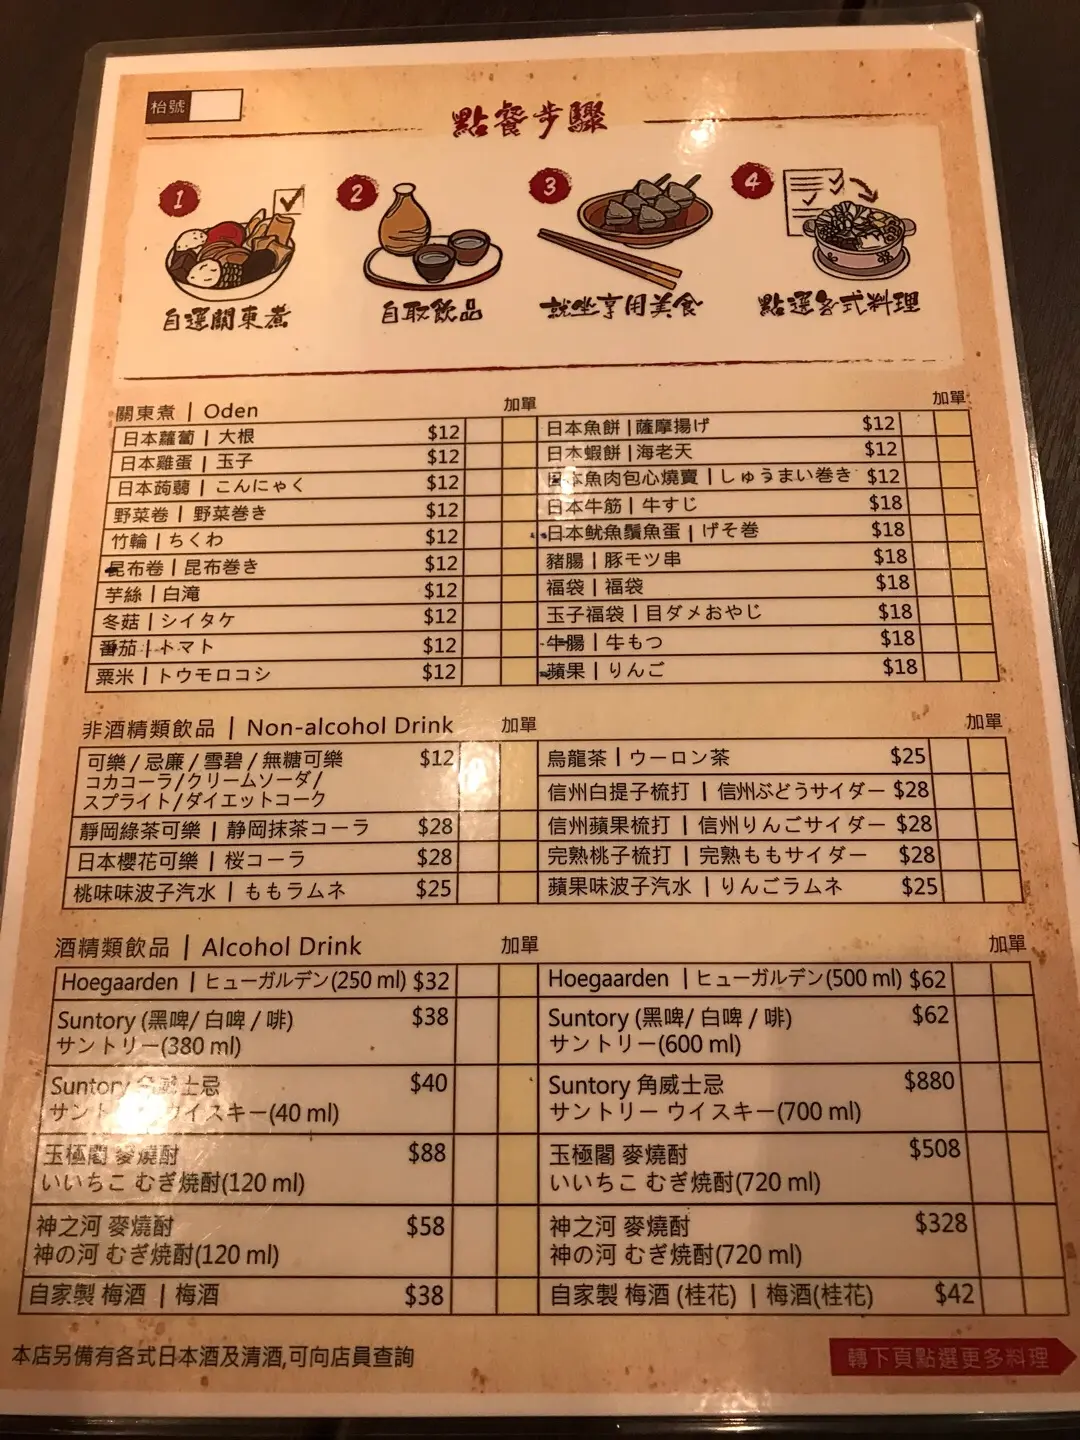 枱號
點餐步驟
1
2
3
4
自選關東煮
自取飲品
就坐享用美食
點選各式料理
關東煮 | Oden
加單
加單
日本蘿蔔 | 大根 $12
日本魚餅 | 薩摩揚げ $12
日本雞蛋 | 玉子 $12
日本蝦餅 | 海老天 $12
日本蒟蒻 | こんにゃく $12
日本魚肉包心燒賣 | しゅうまい巻き $12
野菜卷 | 野菜巻き $12
日本牛筋 | 牛すじ $18
竹輪 | ちくわ $12
日本魷魚鬚魚蛋 | げそ巻 $18
昆布卷 | 昆布巻き $12
豬腸 | 豚モツ串 $18
芋絲 | 白滝 $12
福袋 | 福袋 $18
冬菇 | シイタケ $12
玉子福袋 | 目ダメおやじ $18
番茄 | トマト $12
牛腸 | 牛もつ $18
粟米 | トウモロコシ $12
蘋果 | りんご $18
非酒精類飲品 | Non-alcohol Drink
加單
加單
可樂 / 忌廉 / 雪碧 / 無糖可樂 $12
コカコーラ/クリームソーダ/
スプライト/ダイエットコーク
烏龍茶 | ウーロン茶 $25
信州白提子梳打 | 信州ぶどうサイダー $28
靜岡綠茶可樂 | 静岡抹茶コーラ $28
信州蘋果梳打 | 信州りんごサイダー $28
日本櫻花可樂 | 桜コーラ $28
完熟桃子梳打 | 完熟ももサイダー $28
桃味味波子汽水 | ももラムネ $25
蘋果味波子汽水 | りんごラムネ $25
酒精類飲品 | Alcohol Drink
加單
加單
Hoegaarden | ヒューガルデン(250 ml) $32
Hoegaarden | ヒューガルデン(500 ml) $62
Suntory (黑啤/ 白啤 / 啡) $38
サントリー(380 ml)
Suntory (黑啤/ 白啤 / 啡) $62
サントリー(600 ml)
Suntory 角威士忌 $40
サントリー ウイスキー(40 ml)
Suntory 角威士忌 $880
サントリー ウイスキー(700 ml)
玉極閣 麥燒酎 $88
いいちこ むぎ焼酎(120 ml)
玉極閣 麥燒酎 $508
いいちこ むぎ焼酎(720 ml)
神之河 麥燒酎 $58
神の河 むぎ焼酎(120 ml)
神之河 麥燒酎 $328
神の河 むぎ焼酎(720 ml)
自家製 梅酒 | 梅酒 $38
自家製 梅酒 (桂花) | 梅酒(桂花) $42
本店另備有各式日本酒及清酒,可向店員查詢
轉下頁點選更多料理